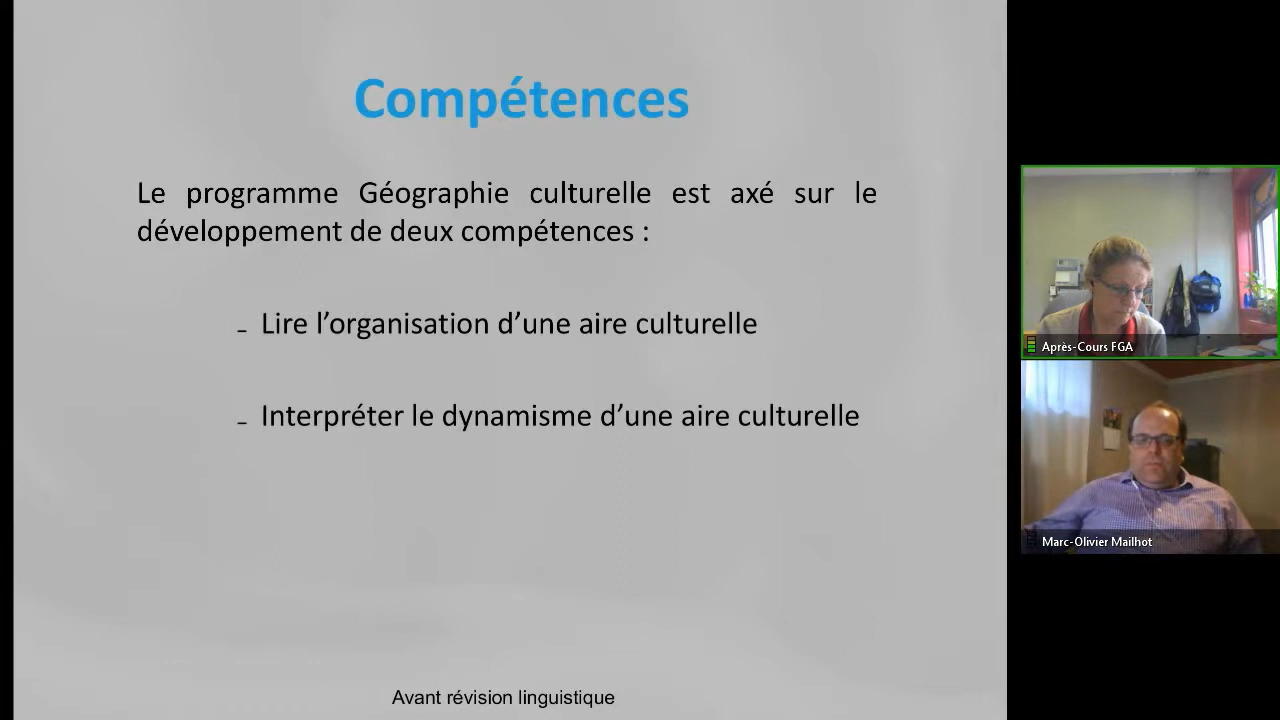 Compétences
Le programme Géographie culturelle est axé sur le
développement de deux compétences :
- Lire l’organisation d’une aire culturelle
- Interpréter le dynamisme d’une aire culturelle
Avant révision linguistique
Après-Cours FGA
Marc-Olivier Mailhot